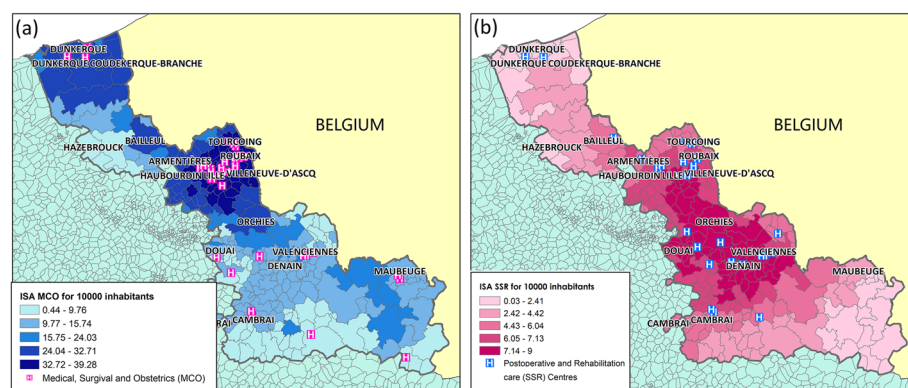 (a)
DUNKERQUE
DUNKERQUE COUDEKERQUE-BRANCHE
BELGIUM
BAILLEUL
HAZEBROUCK
TOURCOING
ARMENTIÈRES
ROUBAIX
HAUBOURDIN LILLE
VILLENEUVE-D'ASCQ
ORCHIES
DOUAI
VALENCIENNES
DENAIN
MAUBEUGE
CAMBRAI
RAI
ISA MCO for 10000 inhabitants
0.44 - 9.76
9.77 - 15.74
15.75 - 24.03
24.04 - 32.71
32.72 - 39.28
H Medical, Surgival and Obstetrics (MCO)
(b)
DUNKERQUE
DUNKERQUE COUDEKERQUE-BRANCHE
BELGIUM
BAILLEUL
HAZEBROUCK
TOURCOING
ARMENTIÈRES
ROUBAIX
HAUBOURDIN LILLE
VILLENEUVE-D'ASCQ
ORCHIES
DOUAI
VALENCIENNES
DENAIN
MAUBEUGE
CAMBRAI
CAMBRAI
ISA SSR for 10000 inhabitants
0.03 - 2.41
2.42 - 4.42
4.43 - 6.04
6.05 - 7.13
7.14 - 9
H Postoperative and Rehabilitation
care (SSR) Centres